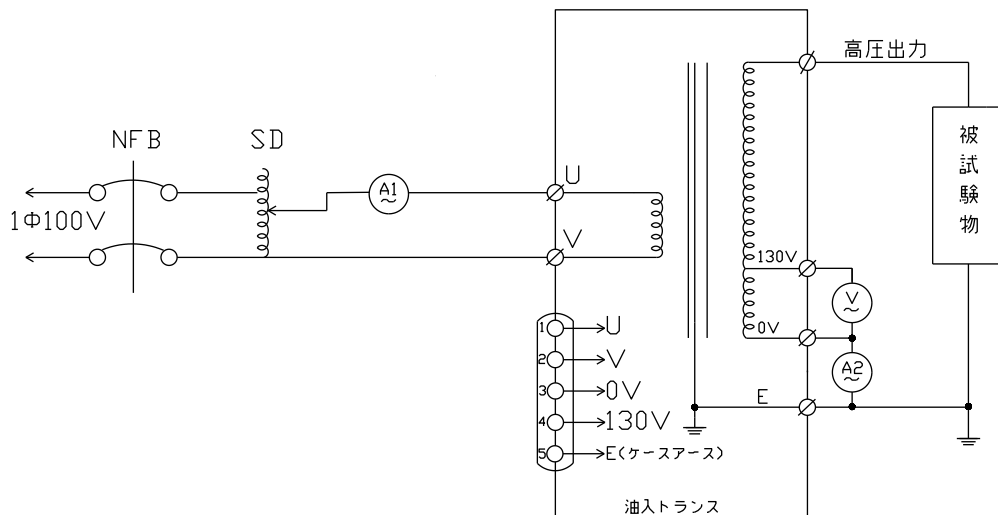 高圧出力
NFB
SD
被試験物
A1
U
1Φ100V
V
130V
V
0V
1 U
2 V
A2
3 0V
E
4 130V
5 E(ケースアース)
油入トランス